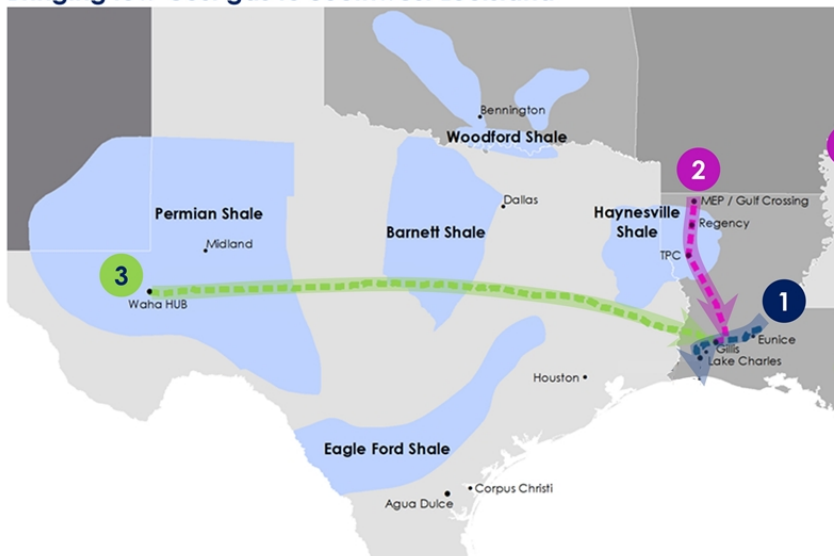 Bennington
Woodford Shale
2
MEP / Gulf Crossing
Dallas
Permian Shale
Haynesville
Shale
Regency
Barnett Shale
Midland
TPC
3
Waha HUB
1
Eunice
Gillis
Lake Charles
Houston
Eagle Ford Shale
Corpus Christi
Agua Dulce